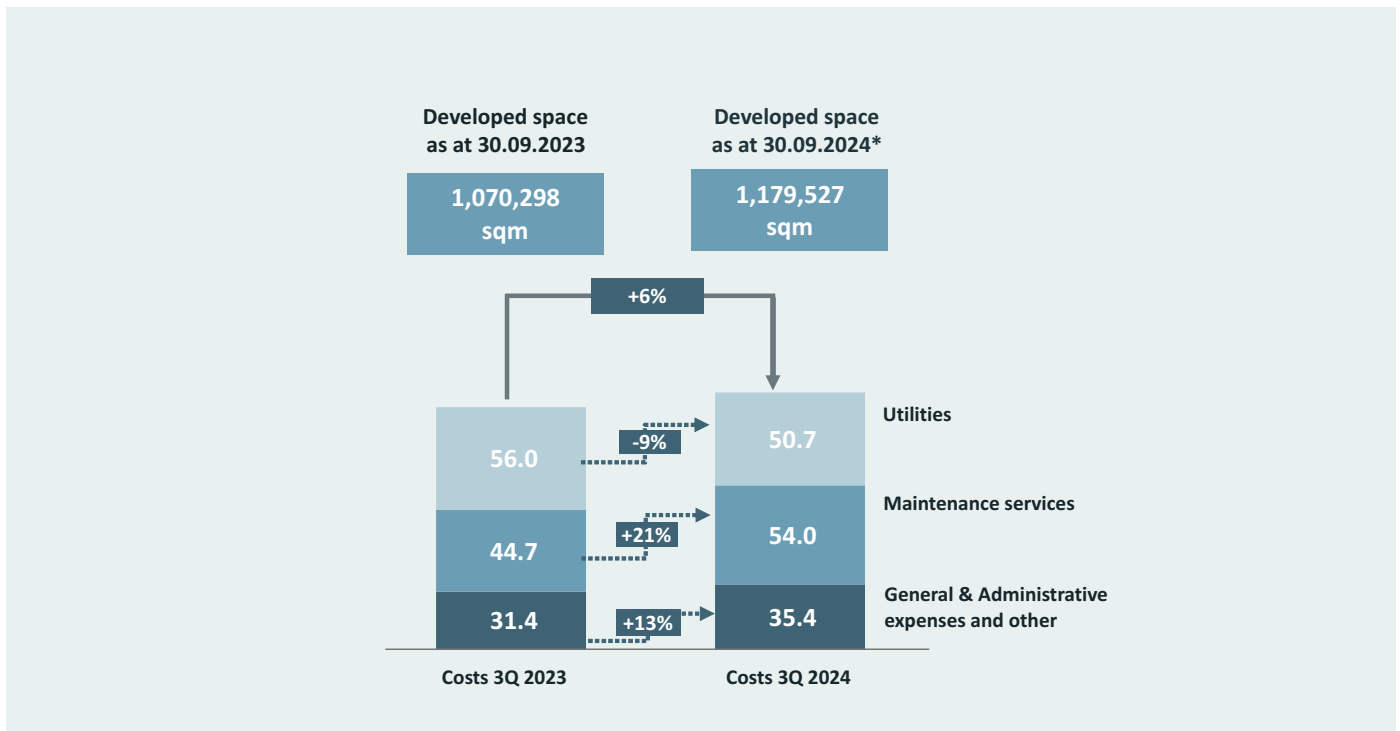 Developed space
as at 30.09.2023
Developed space
as at 30.09.2024*
1,070,298
sqm
1,179,527
sqm
+6%
56.0
-9%
50.7
Utilities
44.7
+21%
54.0
Maintenance services
31.4
+13%
35.4
General & Administrative
expenses and other
Costs 3Q 2023
Costs 3Q 2024